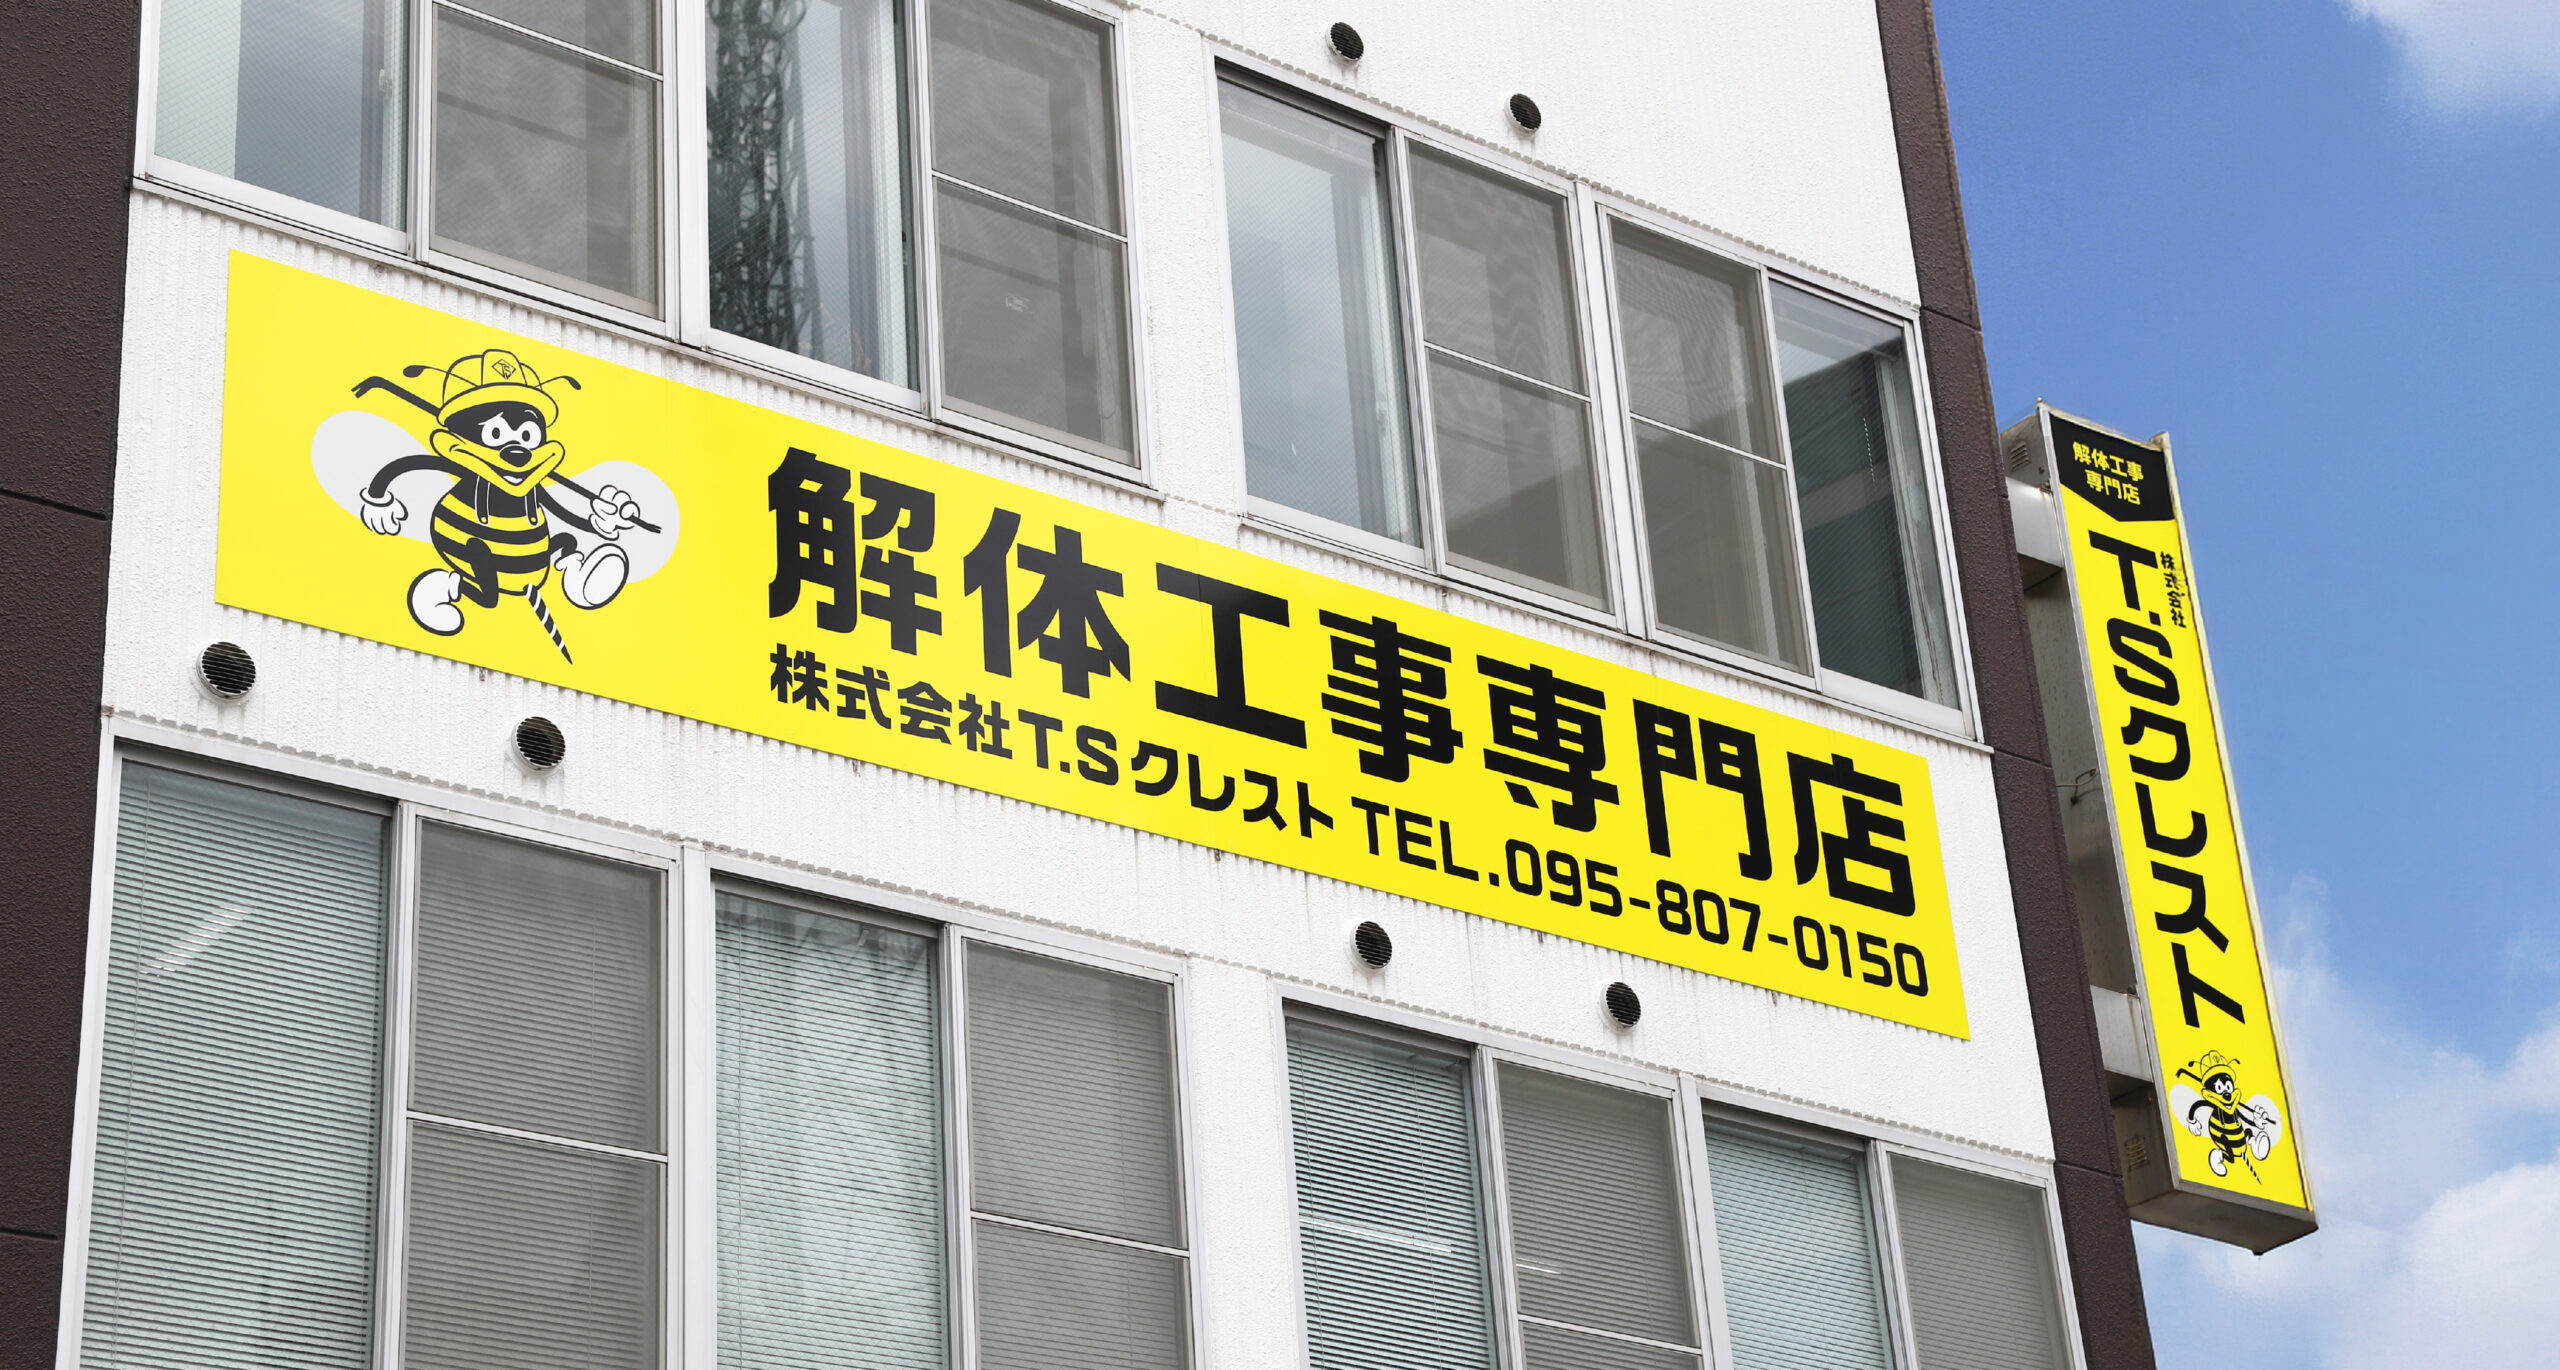 解体工事専門店
株式会社T.Sクレスト TEL.095-807-0150
解体工事
専門店
株式会社
T.Sクレスト